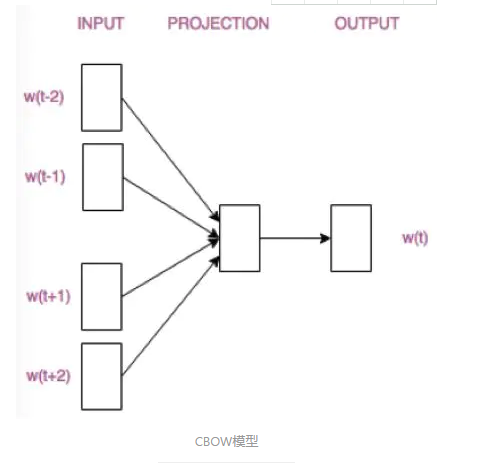 INPUT PROJECTION OUTPUT
w(t-2)
w(t-1)
w(t)
w(t+1)
w(t+2)
CBOW模型